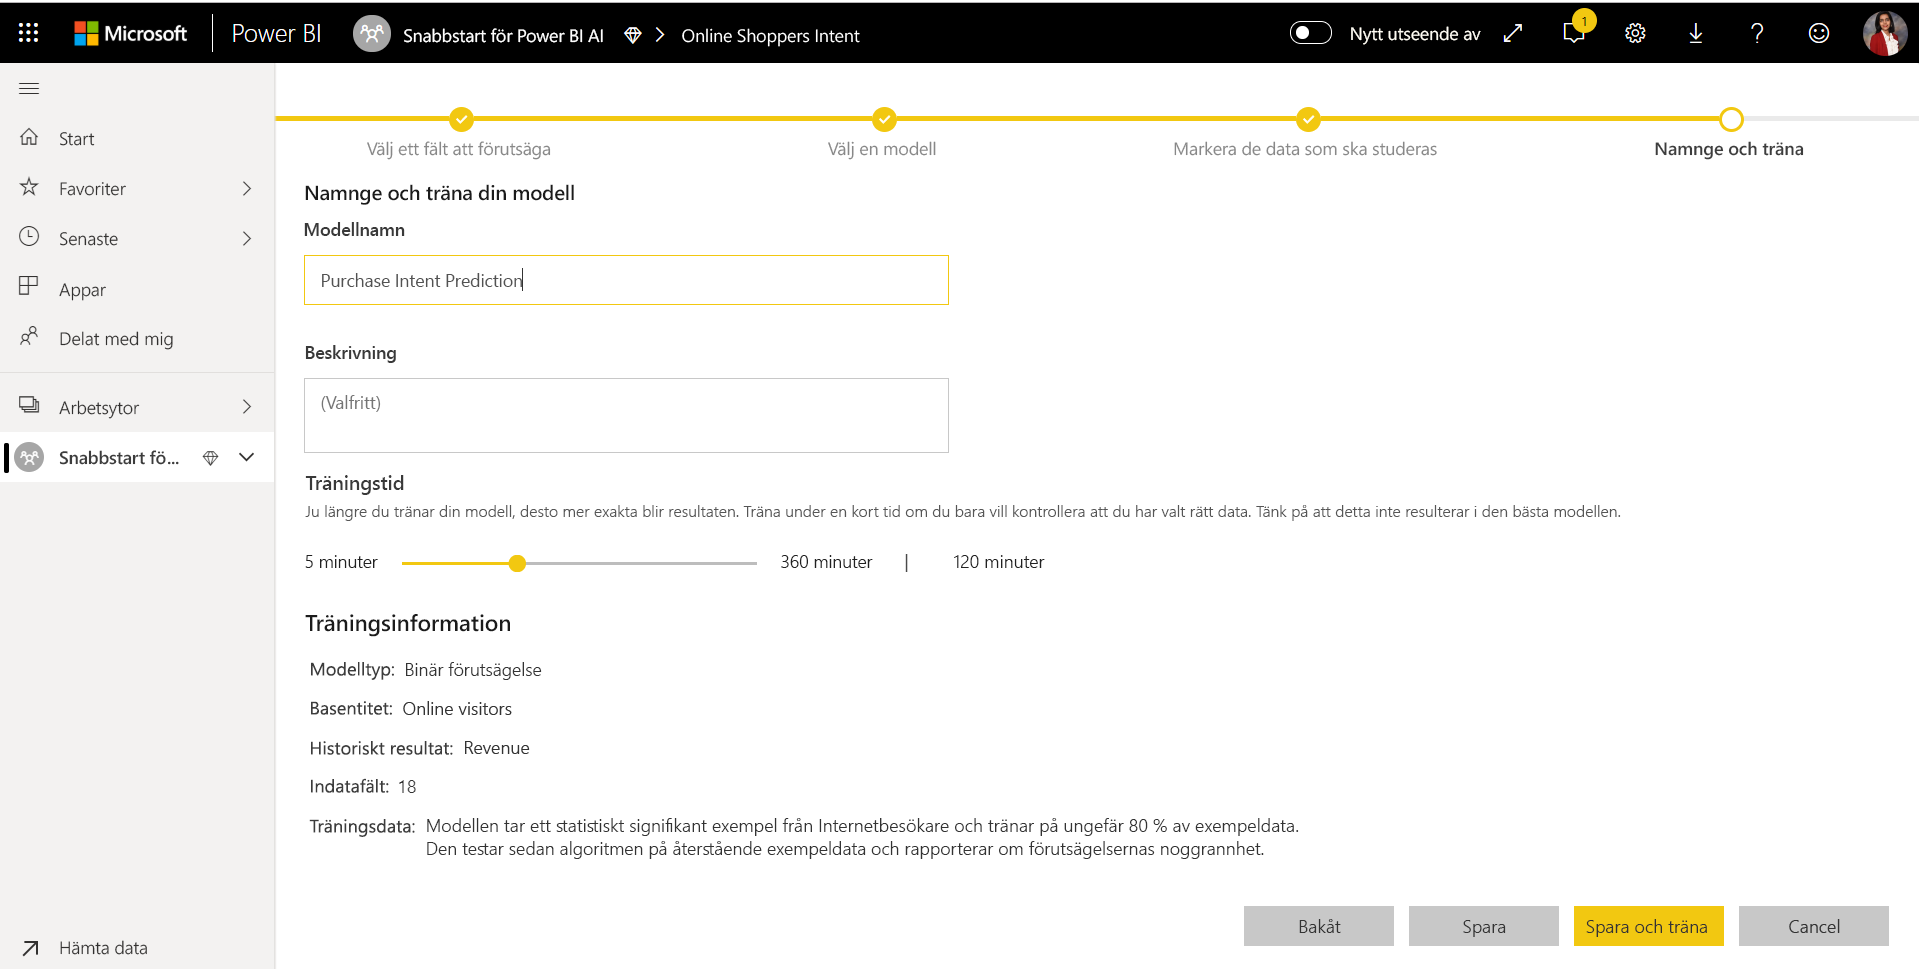 Microsoft Power BI Snabbstart för Power BI AI Online Shoppers Intent Nytt utseende av 1
Start
Favoriter
Senaste
Appar
Delat med mig
Arbetsytor
Snabbstart fö...
Hämta data
Välj ett fält att förutsäga Välj en modell Markera de data som ska studeras Namnge och träna
Namnge och träna din modell
Modellnamn
Purchase Intent Prediction
Beskrivning
(Valfritt)
Träningstid
Ju längre du tränar din modell, desto mer exakta blir resultaten. Träna under en kort tid om du bara vill kontrollera att du har valt rätt data. Tänk på att detta inte resulterar i den bästa modellen.
5 minuter 360 minuter | 120 minuter
Träningsinformation
Modelltyp: Binär förutsägelse
Basentitet: Online visitors
Historiskt resultat: Revenue
Indatafält: 18
Träningsdata: Modellen tar ett statistiskt signifikant exempel från Internetbesökare och tränar på ungefär 80 % av exempeldata.
Den testar sedan algoritmen på återstående exempeldata och rapporterar om förutsägelsernas noggrannhet.
Bakåt Spara Spara och träna Cancel